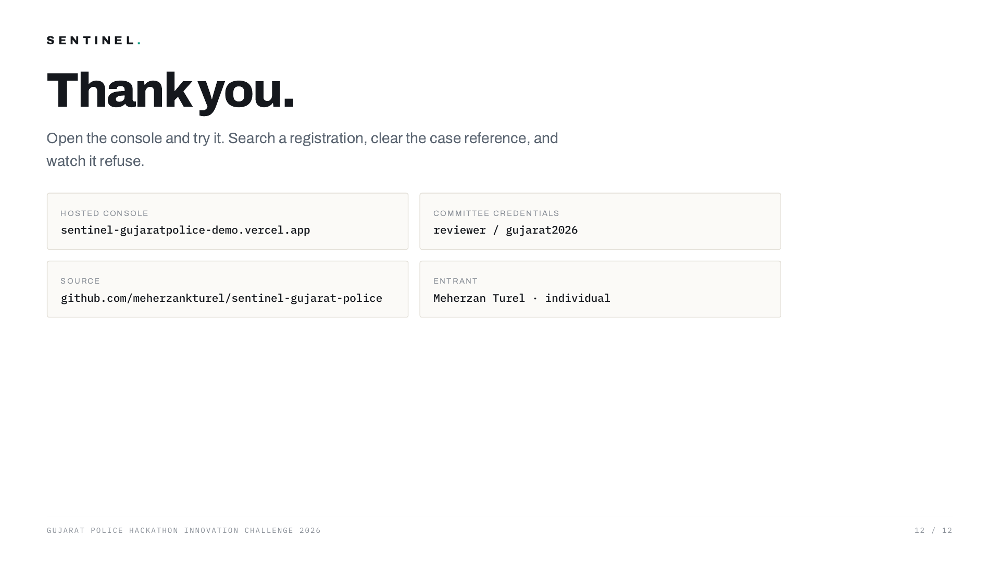 SENTINEL.
Thank you.
Open the console and try it. Search a registration, clear the case reference, and
watch it refuse.
HOSTED CONSOLE
sentinel-gujaratpolice-demo.vercel.app
COMMITTEE CREDENTIALS
reviewer / gujarat2026
SOURCE
github.com/meherzankturel/sentinel-gujarat-police
ENTRANT
Meherzan Turel · individual
GUJARAT POLICE HACKATHON INNOVATION CHALLENGE 2026
12 / 12